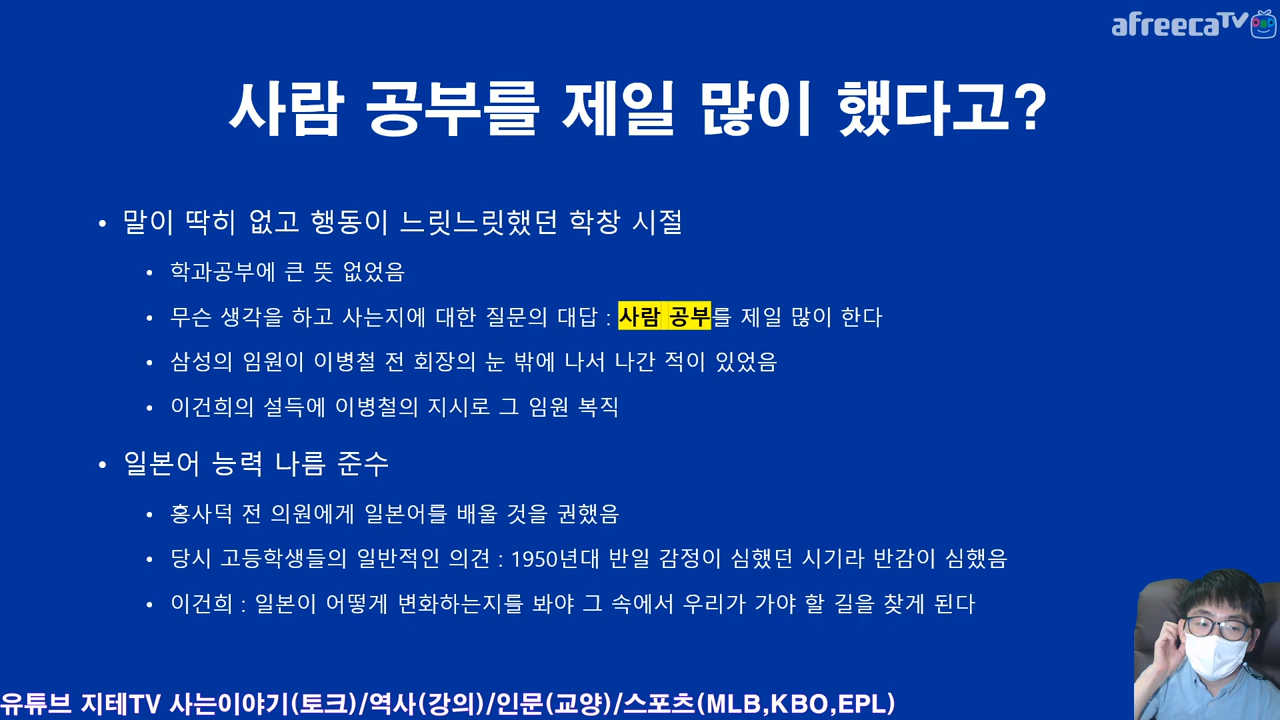 afreecaTV
사람 공부를 제일 많이 했다고?
• 말이 딱히 없고 행동이 느릿느릿했던 학창 시절
• 학과공부에 큰 뜻 없었음
• 무슨 생각을 하고 사는지에 대한 질문의 대답 : 사람 공부를 제일 많이 한다
• 삼성의 임원이 이병철 전 회장의 눈 밖에 나서 나간 적이 있었음
• 이건희의 설득에 이병철의 지시로 그 임원 복직
• 일본어 능력 나름 준수
• 홍사덕 전 의원에게 일본어를 배울 것을 권했음
• 당시 고등학생들의 일반적인 의견 : 1950년대 반일 감정이 심했던 시기라 반감이 심했음
• 이건희 : 일본이 어떻게 변화하는지를 봐야 그 속에서 우리가 가야 할 길을 찾게 된다
유튜브 지테TV 사는이야기(토크)/역사(강의)/인문(교양)/스포츠(MLB,KBO,EPL)